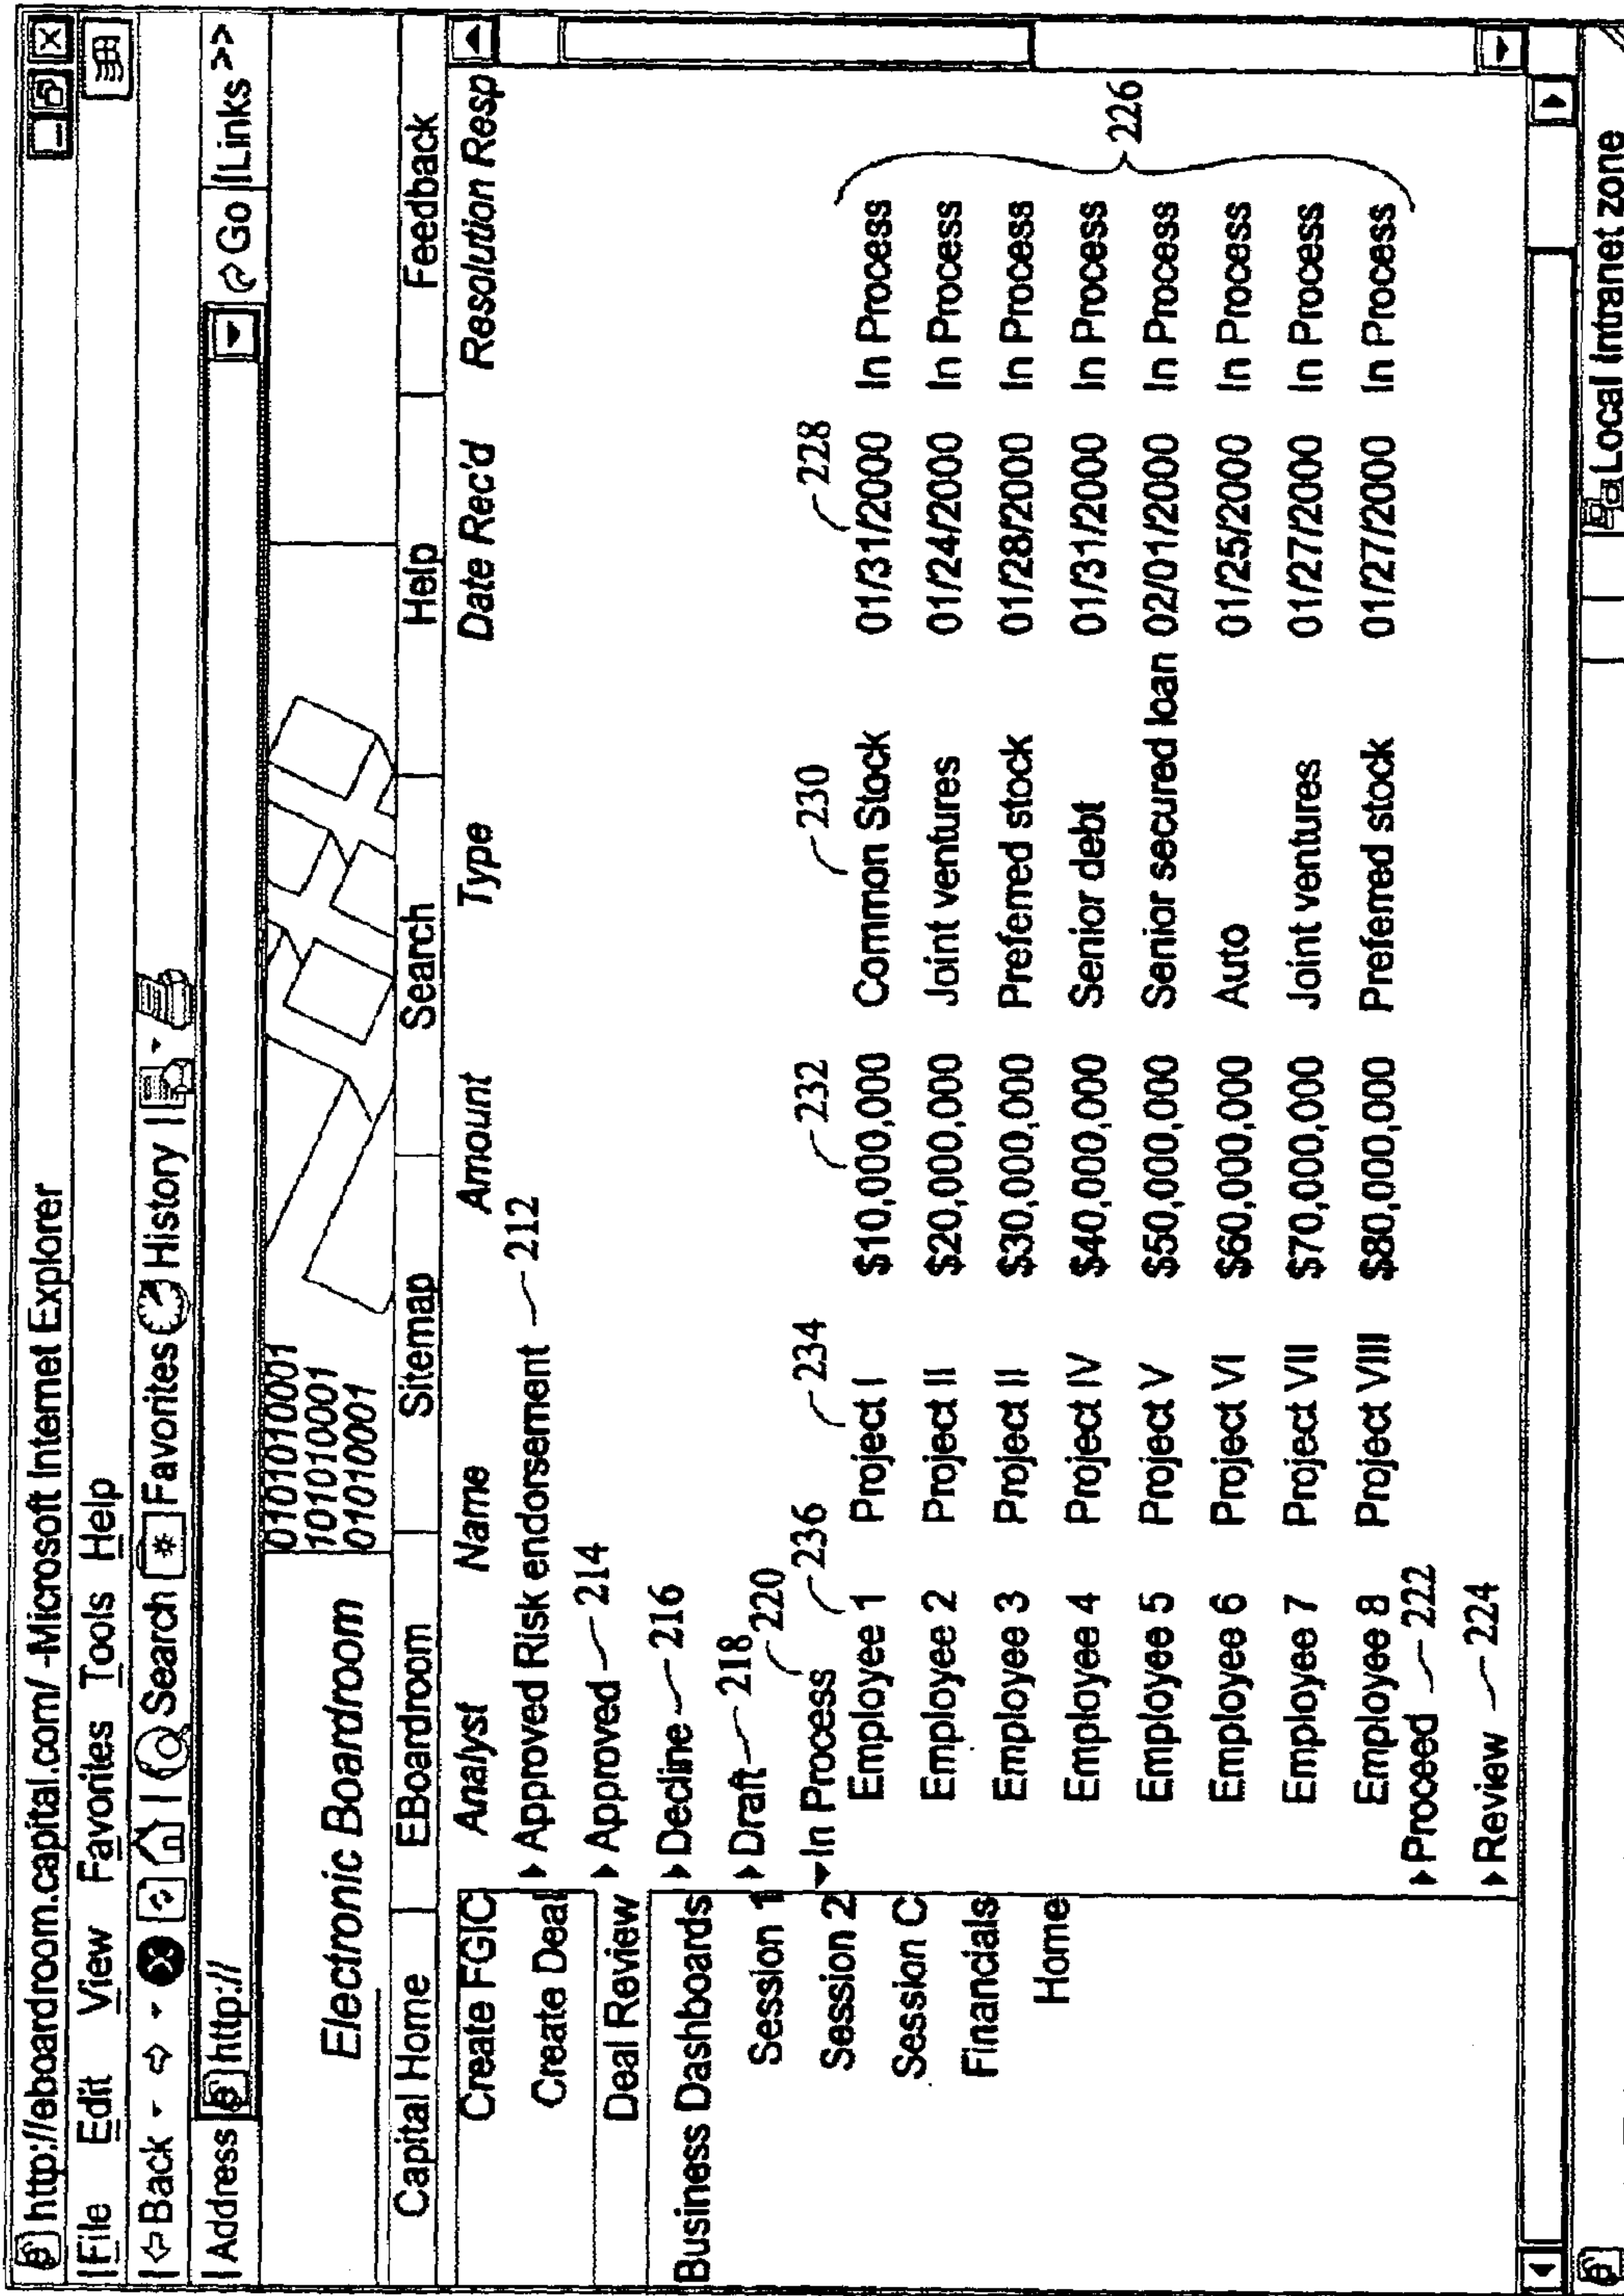 http://eboardroom.capital.com/ -Microsoft Internet Explorer
File Edit View Favorites Tools Help
Back Search Favorites History
Address http:// Go Links >>
Electronic Boardroom
0101010001
101010001
01010001
Capital Home EBoardroom Sitemap Search Help Feedback
Create FGIC
Create Deal
Deal Review
Business Dashboards
Session 1
Session 2
Session C
Financials
Home
Analyst Name Amount Type Date Rec'd Resolution Resp
Approved Risk endorsement 212
Approved 214
Decline 216
Draft 218
In Process 220
236 234 232 230 228
Employee 1 Project I $10,000,000 Common Stock 01/31/2000 In Process
Employee 2 Project II $20,000,000 Joint ventures 01/24/2000 In Process
Employee 3 Project II $30,000,000 Preferred stock 01/28/2000 In Process
Employee 4 Project IV $40,000,000 Senior debt 01/31/2000 In Process
Employee 5 Project V $50,000,000 Senior secured loan 02/01/2000 In Process
Employee 6 Project VI $60,000,000 Auto 01/25/2000 In Process
Employee 7 Project VII $70,000,000 Joint ventures 01/27/2000 In Process
Employee 8 Project VIII $80,000,000 Preferred stock 01/27/2000 In Process
226
Proceed 222
Review 224
Local intranet zone